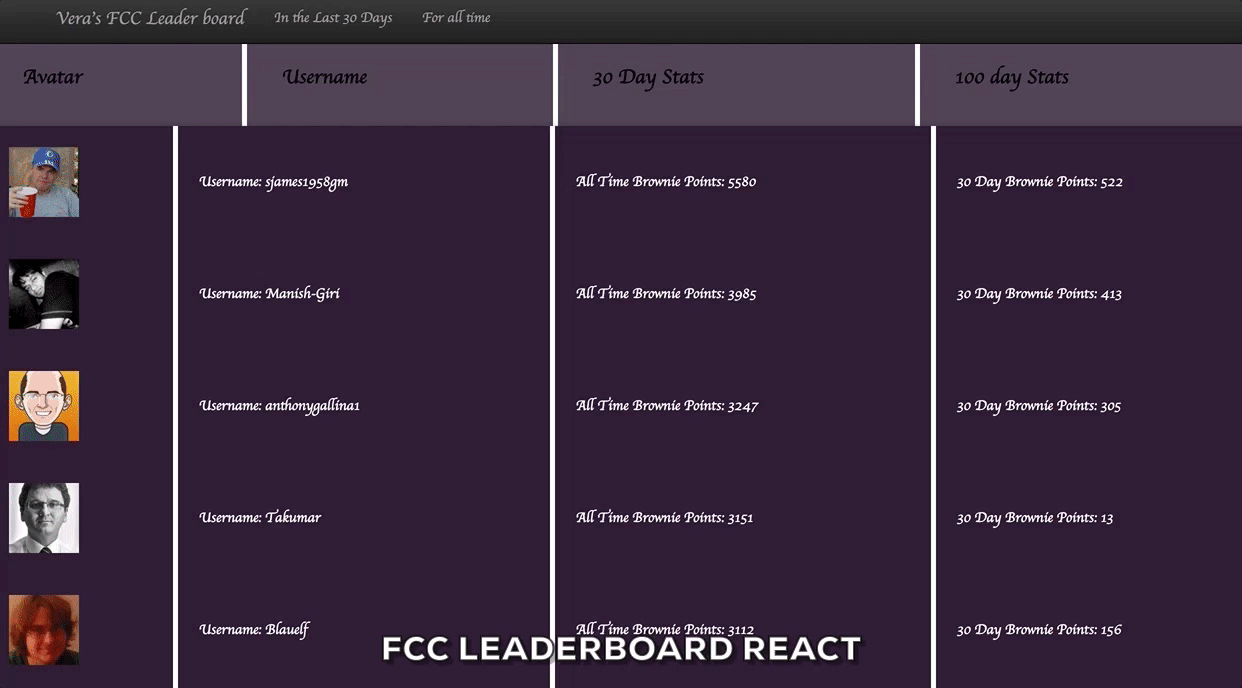 Vera's FCC Leader board In the Last 30 Days For all time
Avatar Username 30 Day Stats 100 day Stats
Username: sjames1958gm All Time Brownie Points: 5580 30 Day Brownie Points: 522
Username: Manish-Giri All Time Brownie Points: 3985 30 Day Brownie Points: 413
Username: anthonygallina1 All Time Brownie Points: 3247 30 Day Brownie Points: 305
Username: Takumar All Time Brownie Points: 3151 30 Day Brownie Points: 13
Username: Blauelf All Time Brownie Points: 3112 30 Day Brownie Points: 156
FCC LEADERBOARD REACT